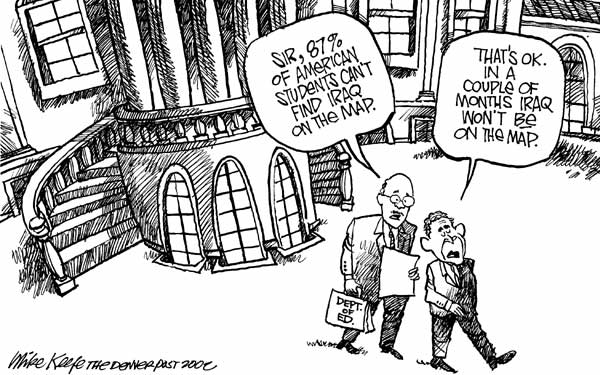 SIR, 87%
OF AMERICAN
STUDENTS CAN'T
FIND IRAQ
ON THE MAP.
THAT'S OK.
IN A
COUPLE OF
MONTHS IRAQ
WON'T BE
ON THE MAP.
DEPT.
OF
ED.
Mike Keefe THE DENVER POST 2002